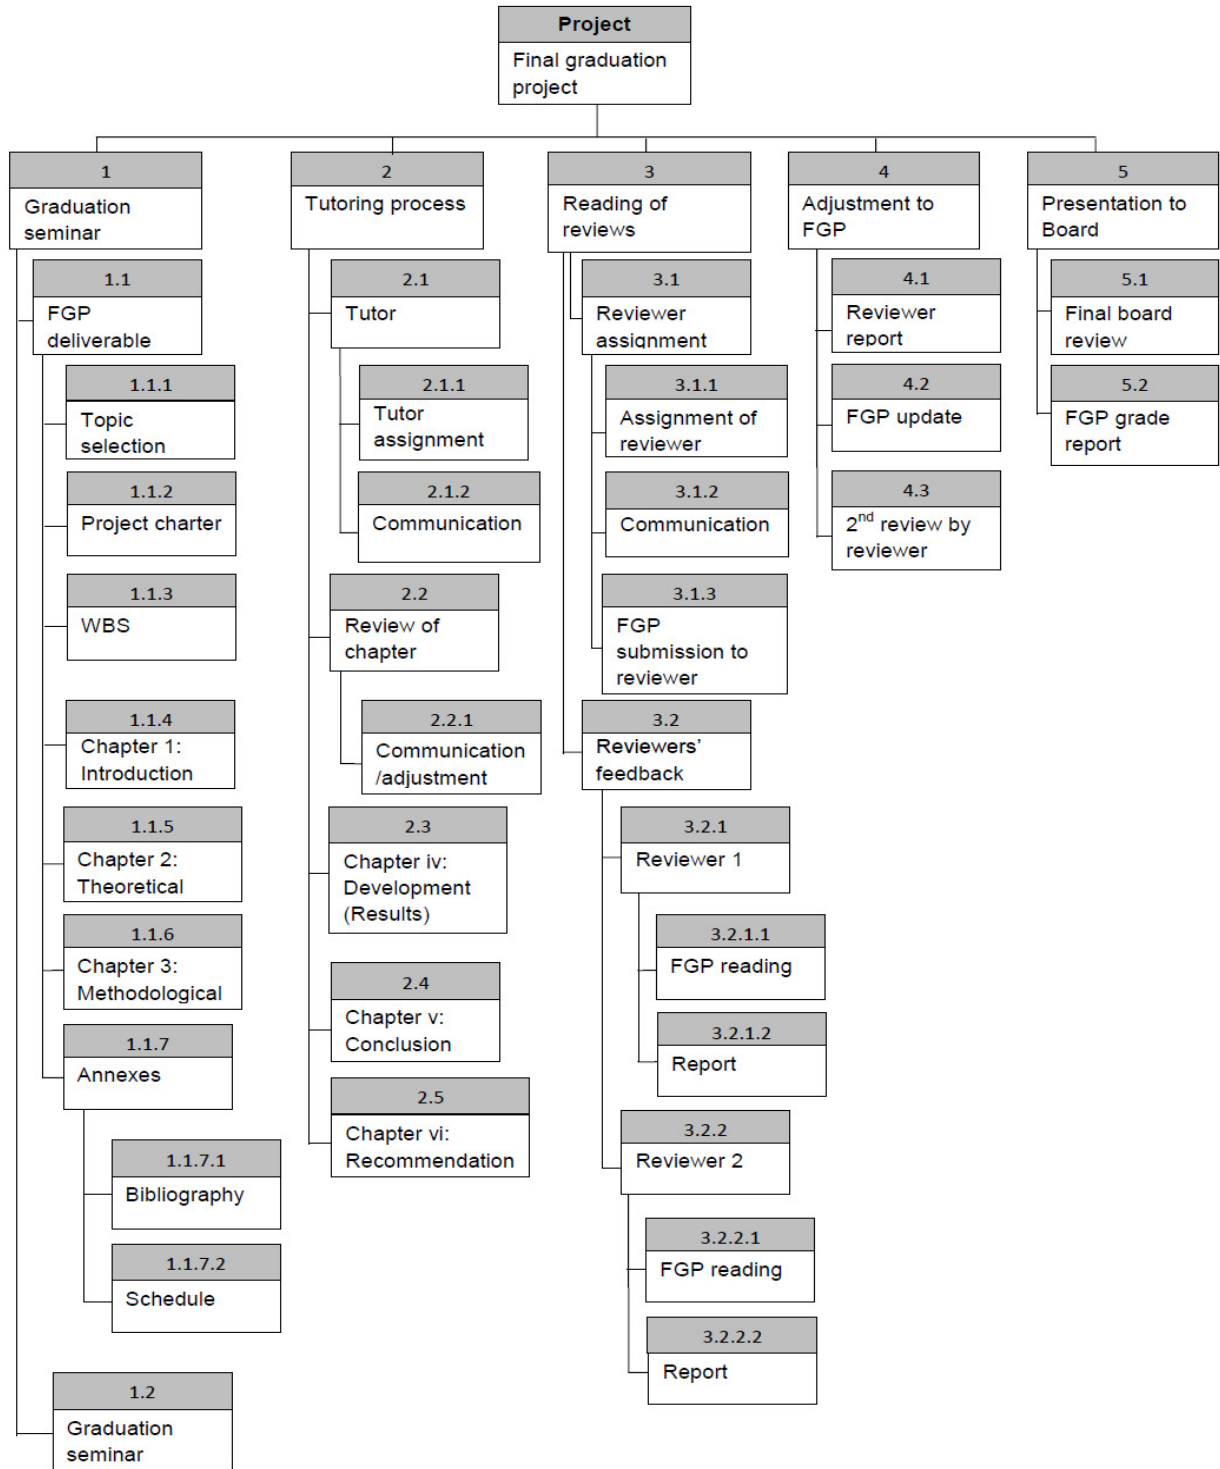 Project
Final graduation
project
1
Graduation
seminar
1.1
FGP
deliverable
1.1.1
Topic
selection
1.1.2
Project charter
1.1.3
WBS
1.1.4
Chapter 1:
Introduction
1.1.5
Chapter 2:
Theoretical
1.1.6
Chapter 3:
Methodological
1.1.7
Annexes
1.1.7.1
Bibliography
1.1.7.2
Schedule
1.2
Graduation
seminar
2
Tutoring process
2.1
Tutor
2.1.1
Tutor
assignment
2.1.2
Communication
2.2
Review of
chapter
2.2.1
Communication
/adjustment
2.3
Chapter iv:
Development
(Results)
2.4
Chapter v:
Conclusion
2.5
Chapter vi:
Recommendation
3
Reading of
reviews
3.1
Reviewer
assignment
3.1.1
Assignment of
reviewer
3.1.2
Communication
3.1.3
FGP
submission to
reviewer
3.2
Reviewers’
feedback
3.2.1
Reviewer 1
3.2.1.1
FGP reading
3.2.1.2
Report
3.2.2
Reviewer 2
3.2.2.1
FGP reading
3.2.2.2
Report
4
Adjustment to
FGP
4.1
Reviewer
report
4.2
FGP update
4.3
2nd review by
reviewer
5
Presentation to
Board
5.1
Final board
review
5.2
FGP grade
report